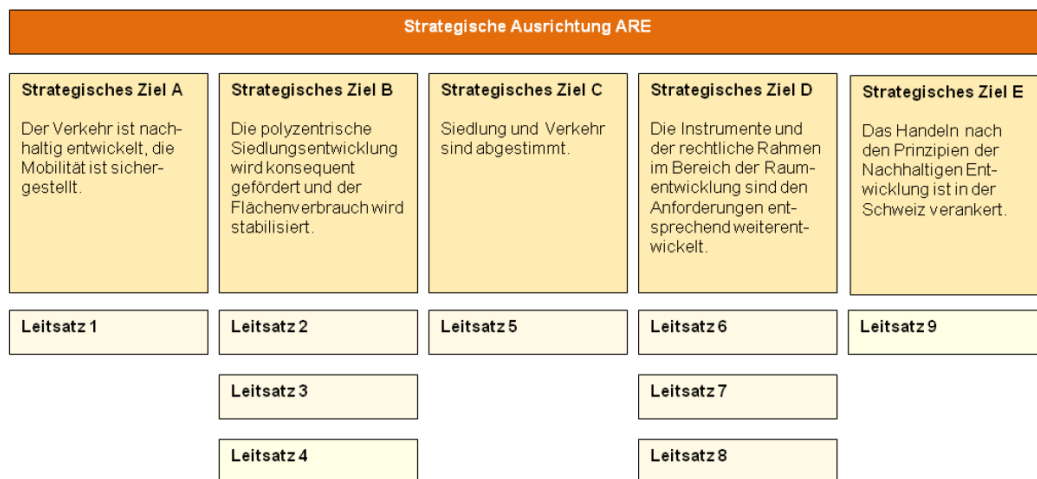 Strategische Ausrichtung ARE
Strategisches Ziel A
Der Verkehr ist nach-
haltig entwickelt, die
Mobilität ist sicher-
gestellt.
Strategisches Ziel B
Die polyzentrische
Siedlungsentwicklung
wird konsequent
gefördert und der
Flächenverbrauch wird
stabilisiert.
Strategisches Ziel C
Siedlung und Verkehr
sind abgestimmt.
Strategisches Ziel D
Die Instrumente und
der rechtliche Rahmen
im Bereich der Raum-
entwicklung sind den
Anforderungen ent-
sprechend weiterent-
wickelt.
Strategisches Ziel E
Das Handeln nach
den Prinzipien der
Nachhaltigen Ent-
wicklung ist in der
Schweiz verankert.
Leitsatz 1
Leitsatz 2
Leitsatz 5
Leitsatz 6
Leitsatz 9
Leitsatz 3
Leitsatz 7
Leitsatz 4
Leitsatz 8